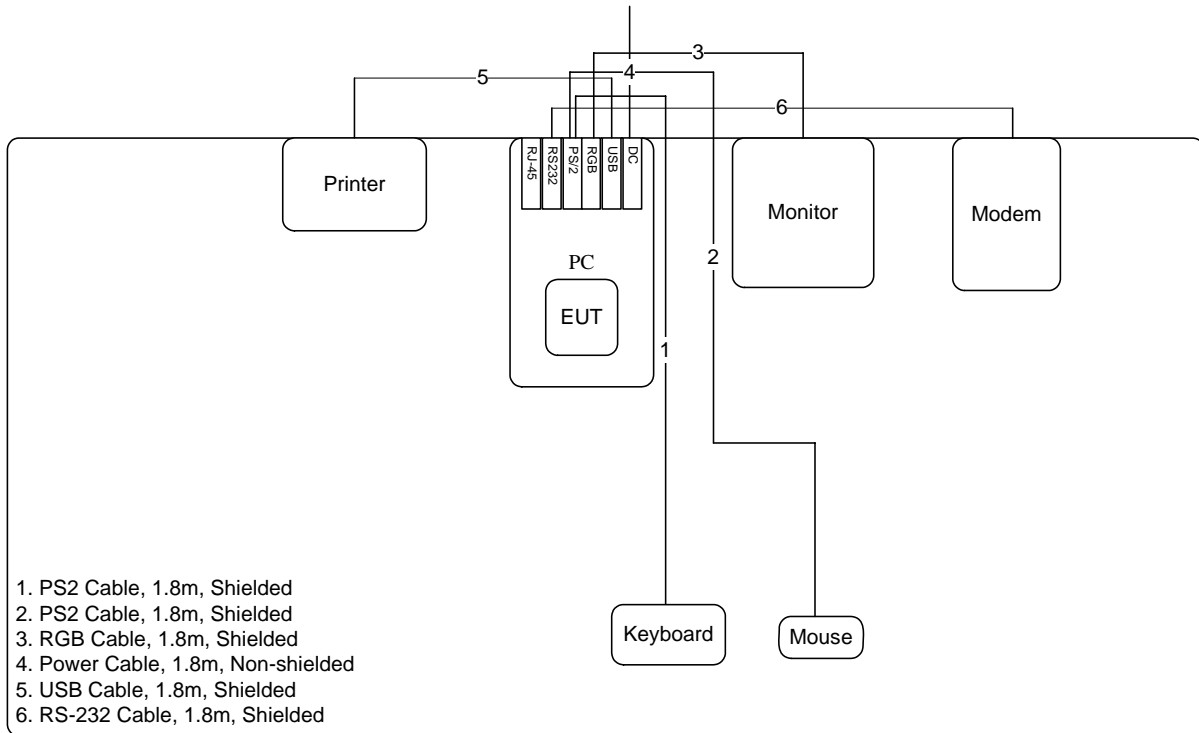 3
5
4
6
RJ-45
RS232
PS/2
RGB
USB
DC
Printer
Monitor
Modem
2
PC
EUT
1
1. PS2 Cable, 1.8m, Shielded
2. PS2 Cable, 1.8m, Shielded
3. RGB Cable, 1.8m, Shielded
4. Power Cable, 1.8m, Non-shielded
5. USB Cable, 1.8m, Shielded
6. RS-232 Cable, 1.8m, Shielded
Keyboard
Mouse